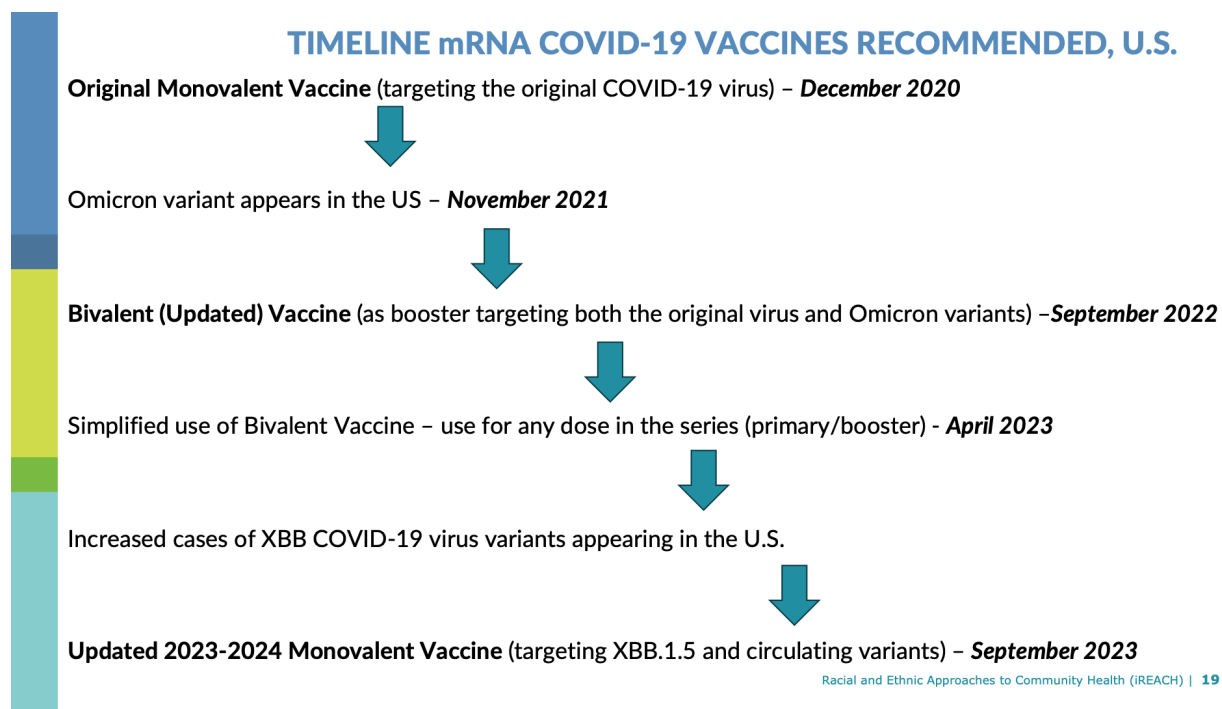 TIMELINE mRNA COVID-19 VACCINES RECOMMENDED, U.S.
Original Monovalent Vaccine (targeting the original COVID-19 virus) – December 2020
Omicron variant appears in the US – November 2021
Bivalent (Updated) Vaccine (as booster targeting both the original virus and Omicron variants) –September 2022
Simplified use of Bivalent Vaccine – use for any dose in the series (primary/booster) - April 2023
Increased cases of XBB COVID-19 virus variants appearing in the U.S.
Updated 2023-2024 Monovalent Vaccine (targeting XBB.1.5 and circulating variants) – September 2023
Racial and Ethnic Approaches to Community Health (iREACH) | 19